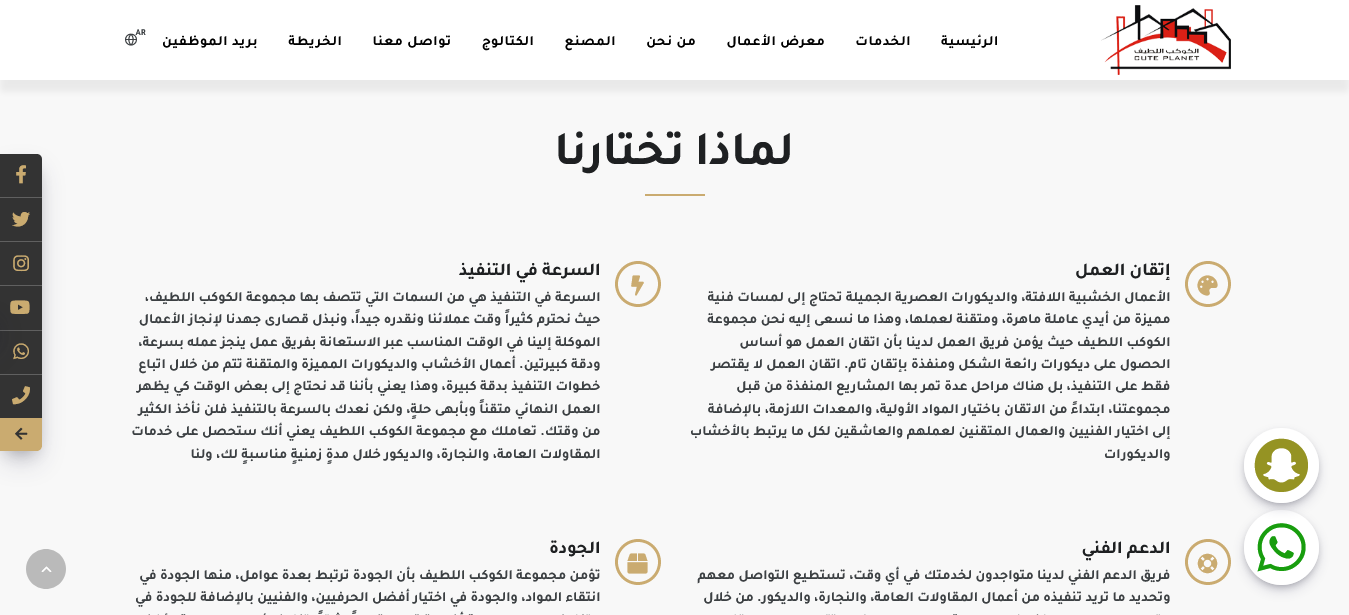 الكوكب اللطيف
CUTE PLANET
الرئيسية الخدمات معرض الأعمال من نحن المصنع الكتالوج تواصل معنا الخريطة بريد الموظفين AR
لماذا تختارنا
إتقان العمل
الأعمال الخشبية اللافتة، والديكورات العصرية الجميلة تحتاج إلى لمسات فنية
مميزة من أيدي عاملة ماهرة، ومتقنة لعملها، وهذا ما نسعى إليه نحن مجموعة
الكوكب اللطيف حيث يؤمن فريق العمل لدينا بأن اتقان العمل هو أساس
الحصول على ديكورات رائعة الشكل ومنفذة بإتقان تام. اتقان العمل لا يقتصر
فقط على التنفيذ، بل هناك مراحل عدة تمر بها المشاريع المنفذة من قبل
مجموعتنا، ابتداءً من الاتقان باختيار المواد الأولية، والمعدات اللازمة، بالإضافة
إلى اختيار الفنيين والعمال المتقنين لعملهم والعاشقين لكل ما يرتبط بالأخشاب
والديكورات
السرعة في التنفيذ
السرعة في التنفيذ هي من السمات التي تتصف بها مجموعة الكوكب اللطيف،
حيث نحترم كثيراً وقت عملائنا ونقدره جيداً، ونبذل قصارى جهدنا لإنجاز الأعمال
الموكلة إلينا في الوقت المناسب عبر الاستعانة بفريق عمل ينجز عمله بسرعة،
ودقة كبيرتين. أعمال الأخشاب والديكورات المميزة والمتقنة تتم من خلال اتباع
خطوات التنفيذ بدقة كبيرة، وهذا يعني بأننا قد نحتاج إلى بعض الوقت كي يظهر
العمل النهائي متقناً وبأبهى حلةٍ، ولكن نعدك بالسرعة بالتنفيذ فلن نأخذ الكثير
من وقتك. تعاملك مع مجموعة الكوكب اللطيف يعني أنك ستحصل على خدمات
المقاولات العامة، والنجارة، والديكور خلال مدةٍ زمنيةٍ مناسبةٍ لك، ولنا
الدعم الفني
فريق الدعم الفني لدينا متواجدون لخدمتك في أي وقت، تستطيع التواصل معهم
وتحديد ما تريد تنفيذه من أعمال المقاولات العامة، والنجارة، والديكور. من خلال
الجودة
تؤمن مجموعة الكوكب اللطيف بأن الجودة ترتبط بعدة عوامل، منها الجودة في
انتقاء المواد، والجودة في اختيار أفضل الحرفيين، والفنيين بالإضافة للجودة في